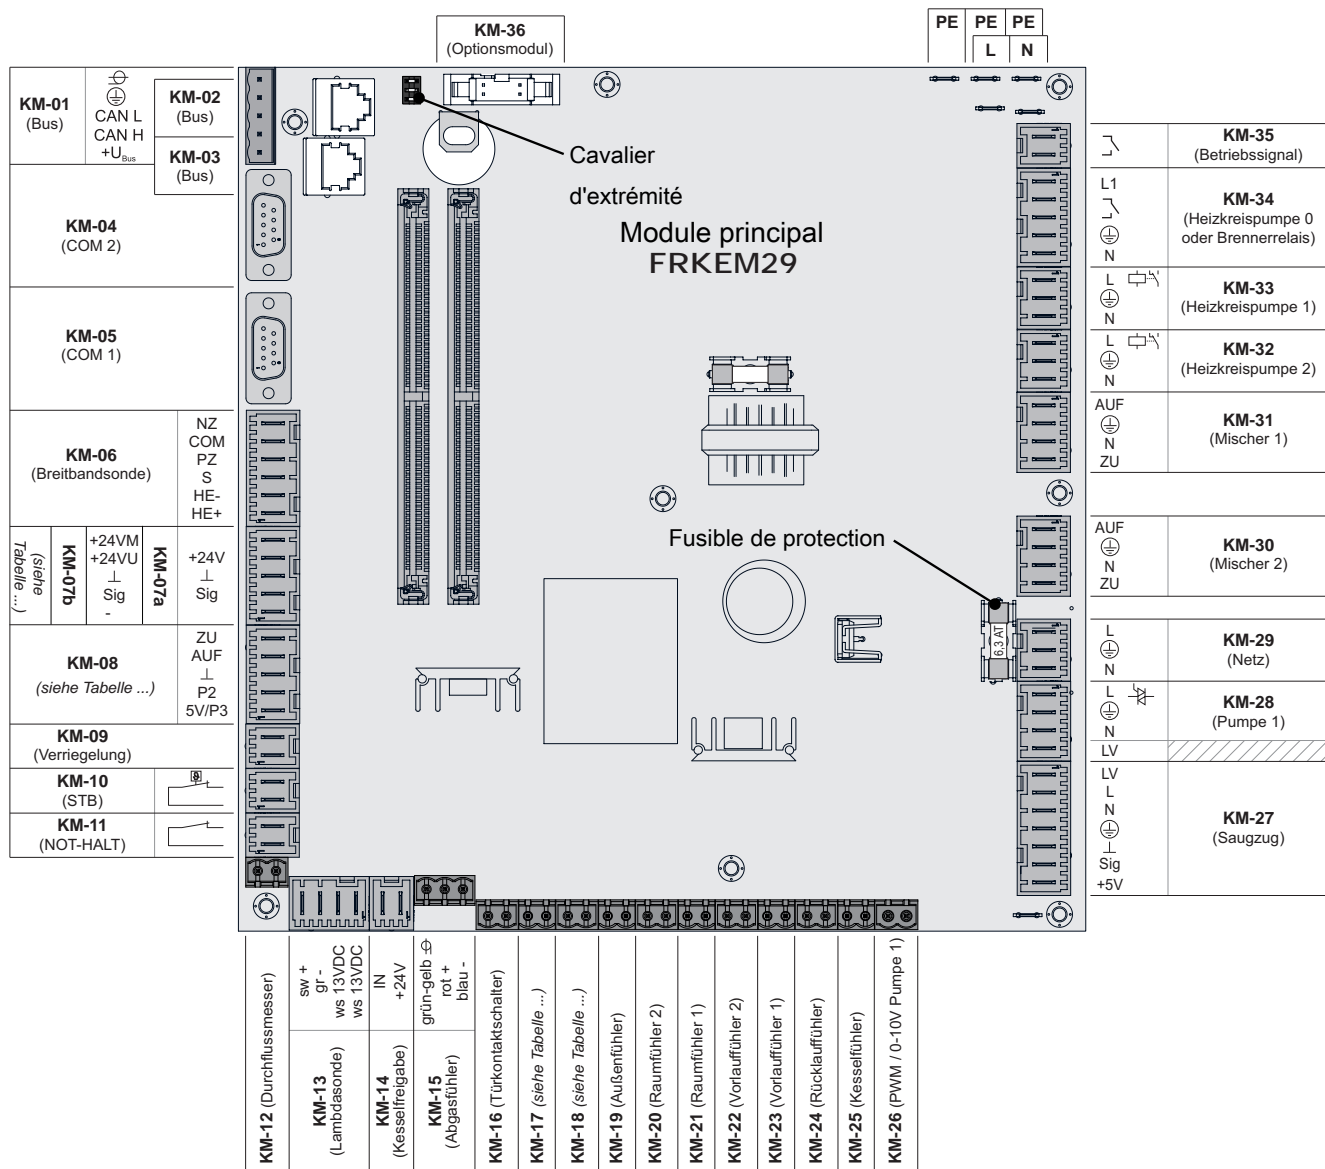 KM-36
(Optionsmodul)
PE
PE
PE
L
N
KM-01
(Bus)
CAN L
CAN H
+U Bus
KM-02
(Bus)
KM-03
(Bus)
KM-04
(COM 2)
KM-05
(COM 1)
KM-06
(Breitbandsonde)
NZ
COM
PZ
S
HE-
HE+
(siehe
Tabelle ...)
KM-07b
+24VM
+24VU
⊥
Sig
-
KM-07a
+24V
⊥
Sig
KM-08
(siehe Tabelle ...)
ZU
AUF
⊥
P2
5V/P3
KM-09
(Verriegelung)
KM-10
(STB)
KM-11
(NOT-HALT)
Cavalier
d'extrémité
Module principal
FRKEM29
Fusible de protection
6,3 AT
KM-35
(Betriebssignal)
L1
N
KM-34
(Heizkreispumpe 0
oder Brennerrelais)
L
N
KM-33
(Heizkreispumpe 1)
L
N
KM-32
(Heizkreispumpe 2)
AUF
N
ZU
KM-31
(Mischer 1)
AUF
N
ZU
KM-30
(Mischer 2)
L
N
KM-29
(Netz)
L
N
LV
KM-28
(Pumpe 1)
LV
L
N
⊥
Sig
+5V
KM-27
(Saugzug)
KM-12 (Durchflussmesser)
sw +
gr -
ws 13VDC
ws 13VDC
KM-13
(Lambdasonde)
IN
+24V
KM-14
(Kesselfreigabe)
grün-gelb
rot +
blau -
KM-15
(Abgasfühler)
KM-16 (Türkontaktschalter)
KM-17 (siehe Tabelle ...)
KM-18 (siehe Tabelle ...)
KM-19 (Außenfühler)
KM-20 (Raumfühler 2)
KM-21 (Raumfühler 1)
KM-22 (Vorlauffühler 2)
KM-23 (Vorlauffühler 1)
KM-24 (Rücklauffühler)
KM-25 (Kesselfühler)
KM-26 (PWM / 0-10V Pumpe 1)